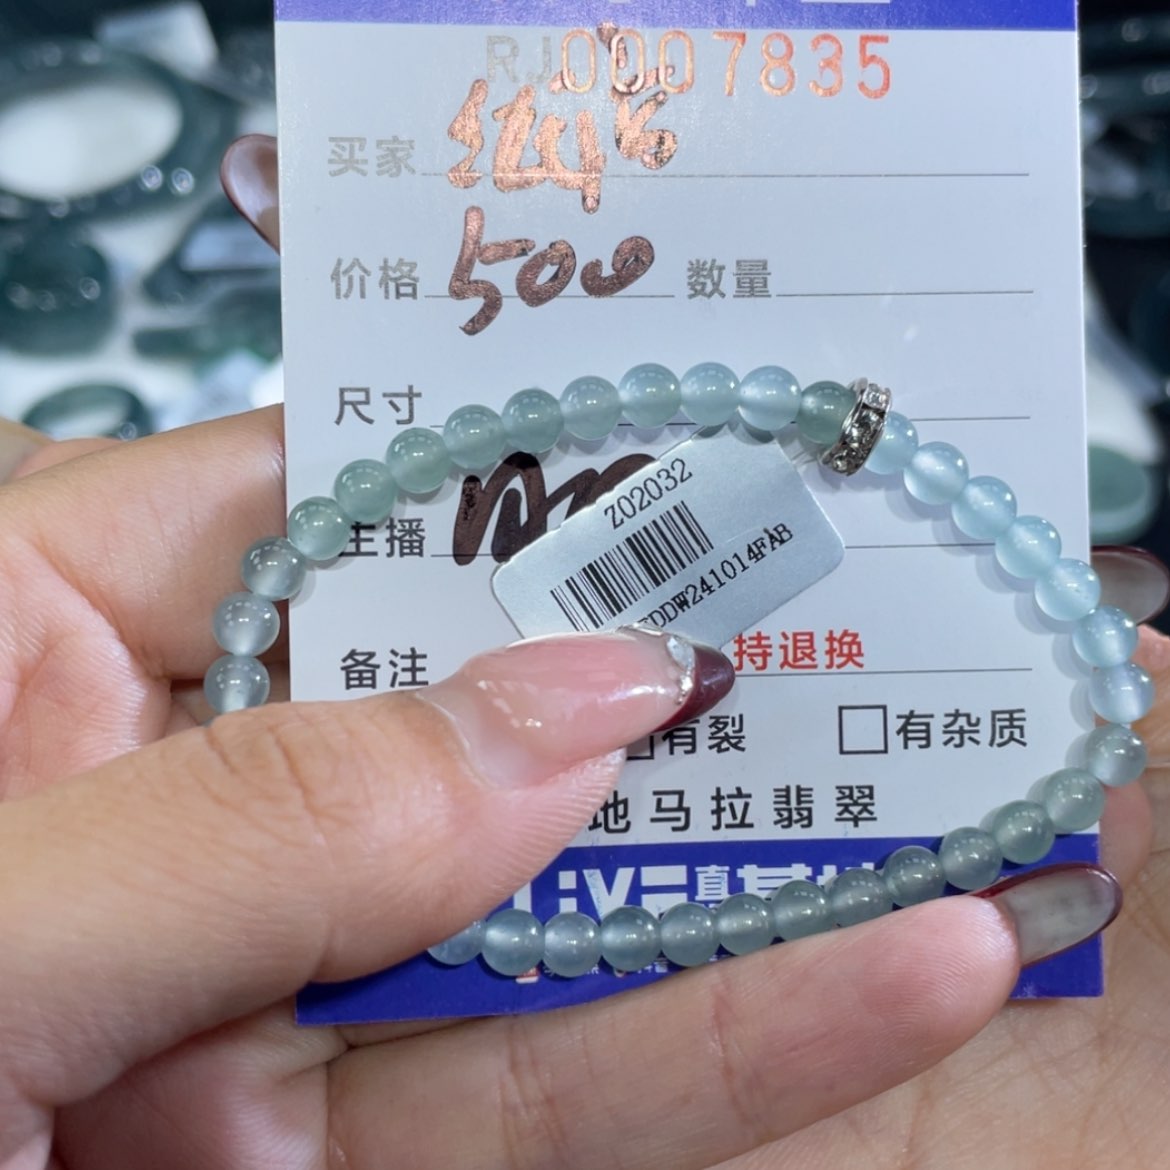 RJ0007835
买家
价格 500 数量
尺寸
Z02032
主播
DDW241014FAB
备注 持退换
有裂 有杂质
地马拉翡翠